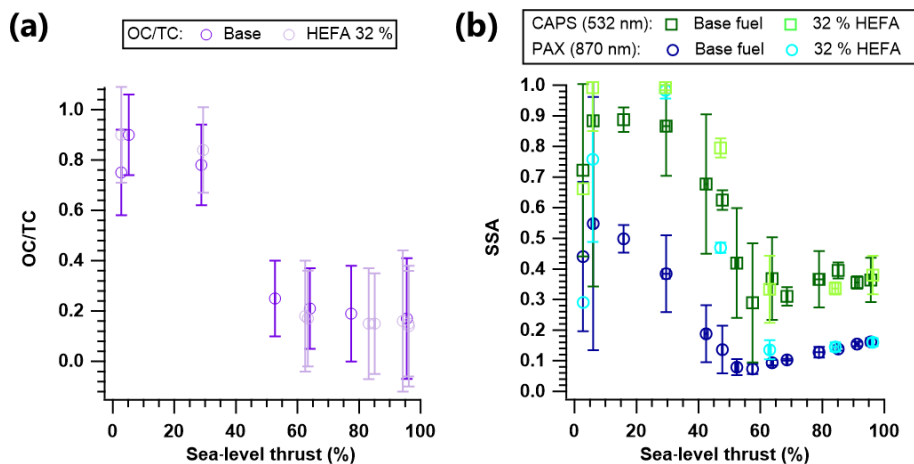 (a)
OC/TC: Base HEFA 32 %
OC/TC
1.0
0.8
0.6
0.4
0.2
0.0
0 20 40 60 80 100
Sea-level thrust (%)
(b)
CAPS (532 nm): Base fuel 32 % HEFA
PAX (870 nm): Base fuel 32 % HEFA
SSA
1.0
0.9
0.8
0.7
0.6
0.5
0.4
0.3
0.2
0.1
0.0
0 20 40 60 80 100
Sea-level thrust (%)